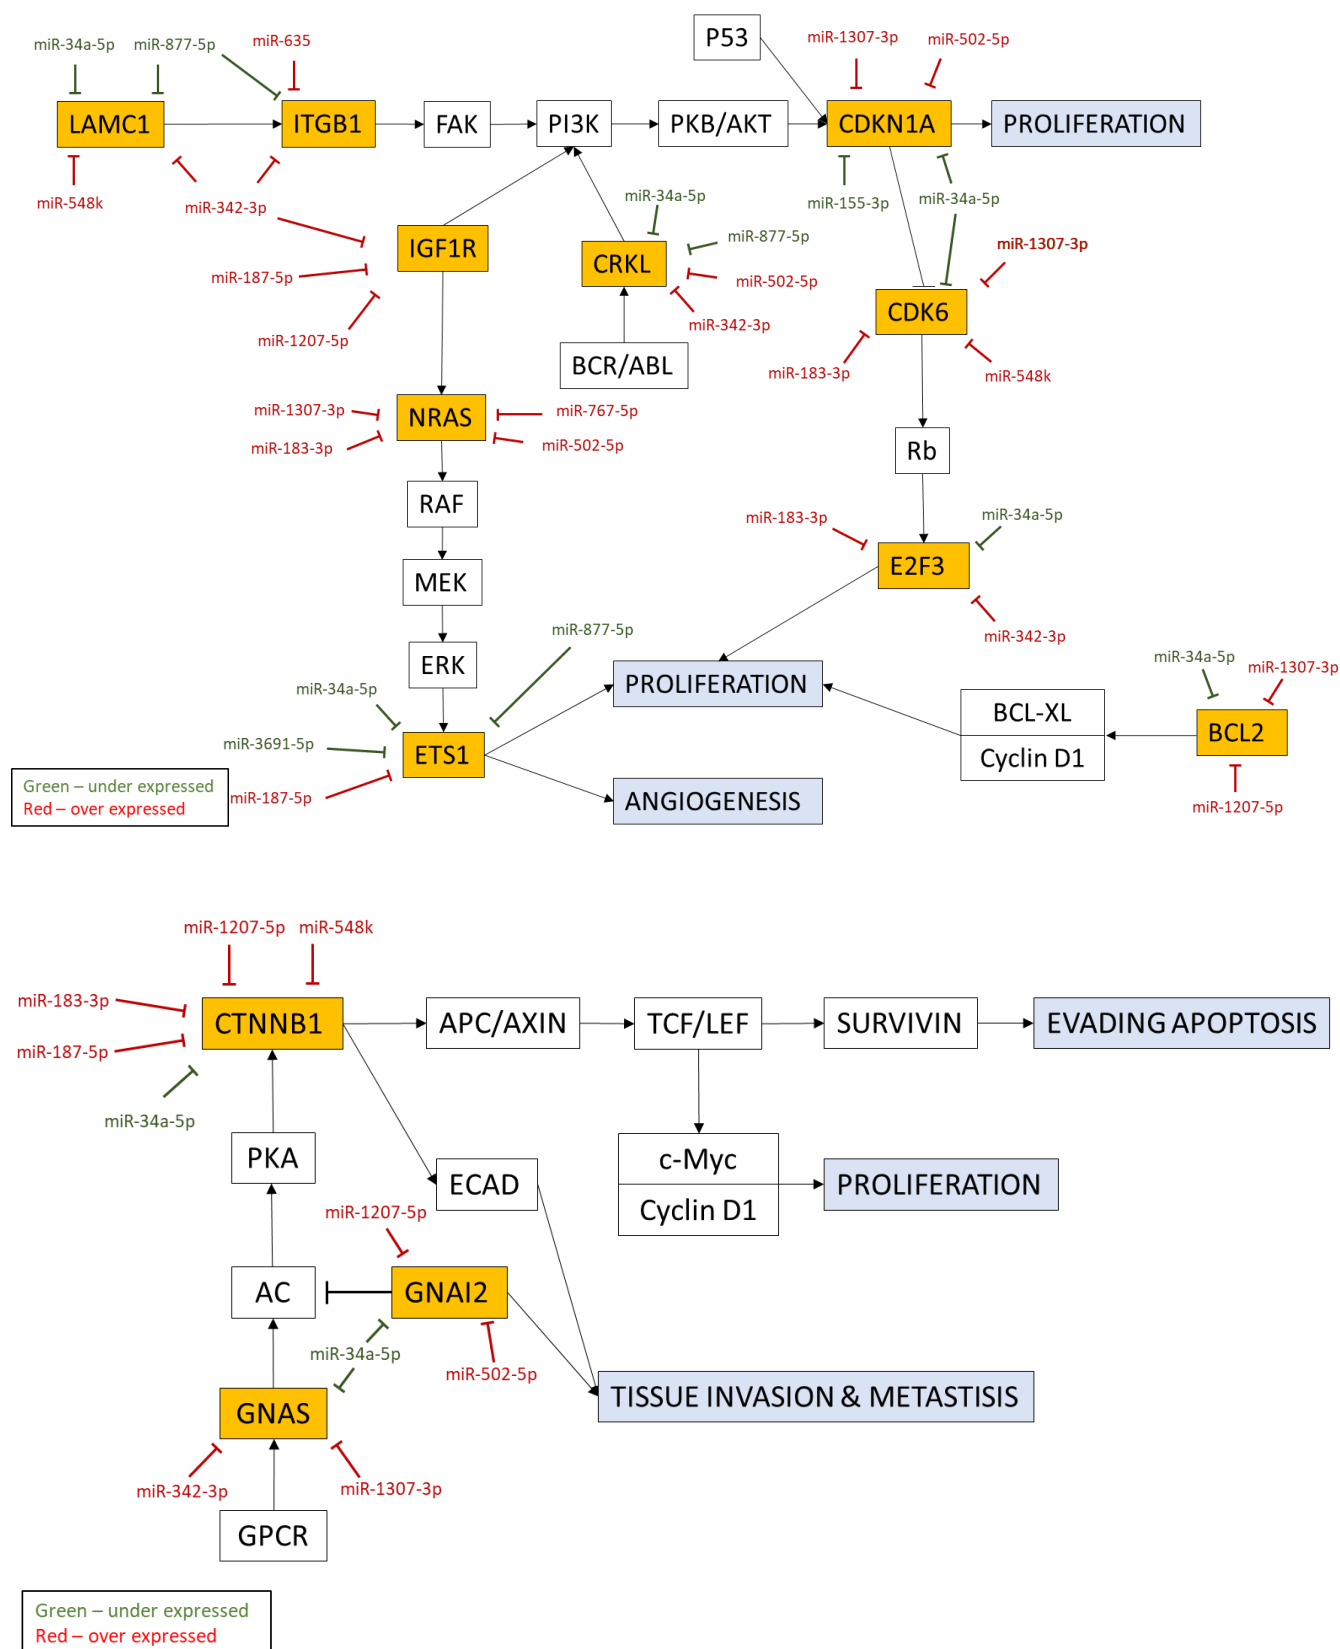 miR-34a-5p
miR-877-5p
miR-635
P53
miR-1307-3p
miR-502-5p
LAMC1
ITGB1
FAK
PI3K
PKB/AKT
CDKN1A
PROLIFERATION
miR-548k
miR-342-3p
miR-34a-5p
miR-155-3p
miR-34a-5p
IGF1R
CRKL
miR-877-5p
miR-1307-3p
miR-187-5p
miR-502-5p
miR-1207-5p
miR-342-3p
CDK6
BCR/ABL
miR-183-3p
miR-548k
miR-1307-3p
NRAS
miR-767-5p
miR-183-3p
miR-502-5p
Rb
RAF
miR-183-3p
miR-34a-5p
MEK
E2F3
miR-877-5p
miR-342-3p
ERK
miR-34a-5p
PROLIFERATION
miR-34a-5p
miR-1307-3p
BCL-XL
BCL2
miR-3691-5p
ETS1
Cyclin D1
Green – under expressed
Red – over expressed
miR-187-5p
ANGIOGENESIS
miR-1207-5p
miR-1207-5p
miR-548k
miR-183-3p
CTNNB1
APC/AXIN
TCF/LEF
SURVIVIN
EVADING APOPTOSIS
miR-187-5p
miR-34a-5p
PKA
ECAD
c-Myc
Cyclin D1
PROLIFERATION
miR-1207-5p
AC
GNAI2
miR-34a-5p
miR-502-5p
TISSUE INVASION & METASTISIS
GNAS
miR-342-3p
miR-1307-3p
GPCR
Green – under expressed
Red – over expressed